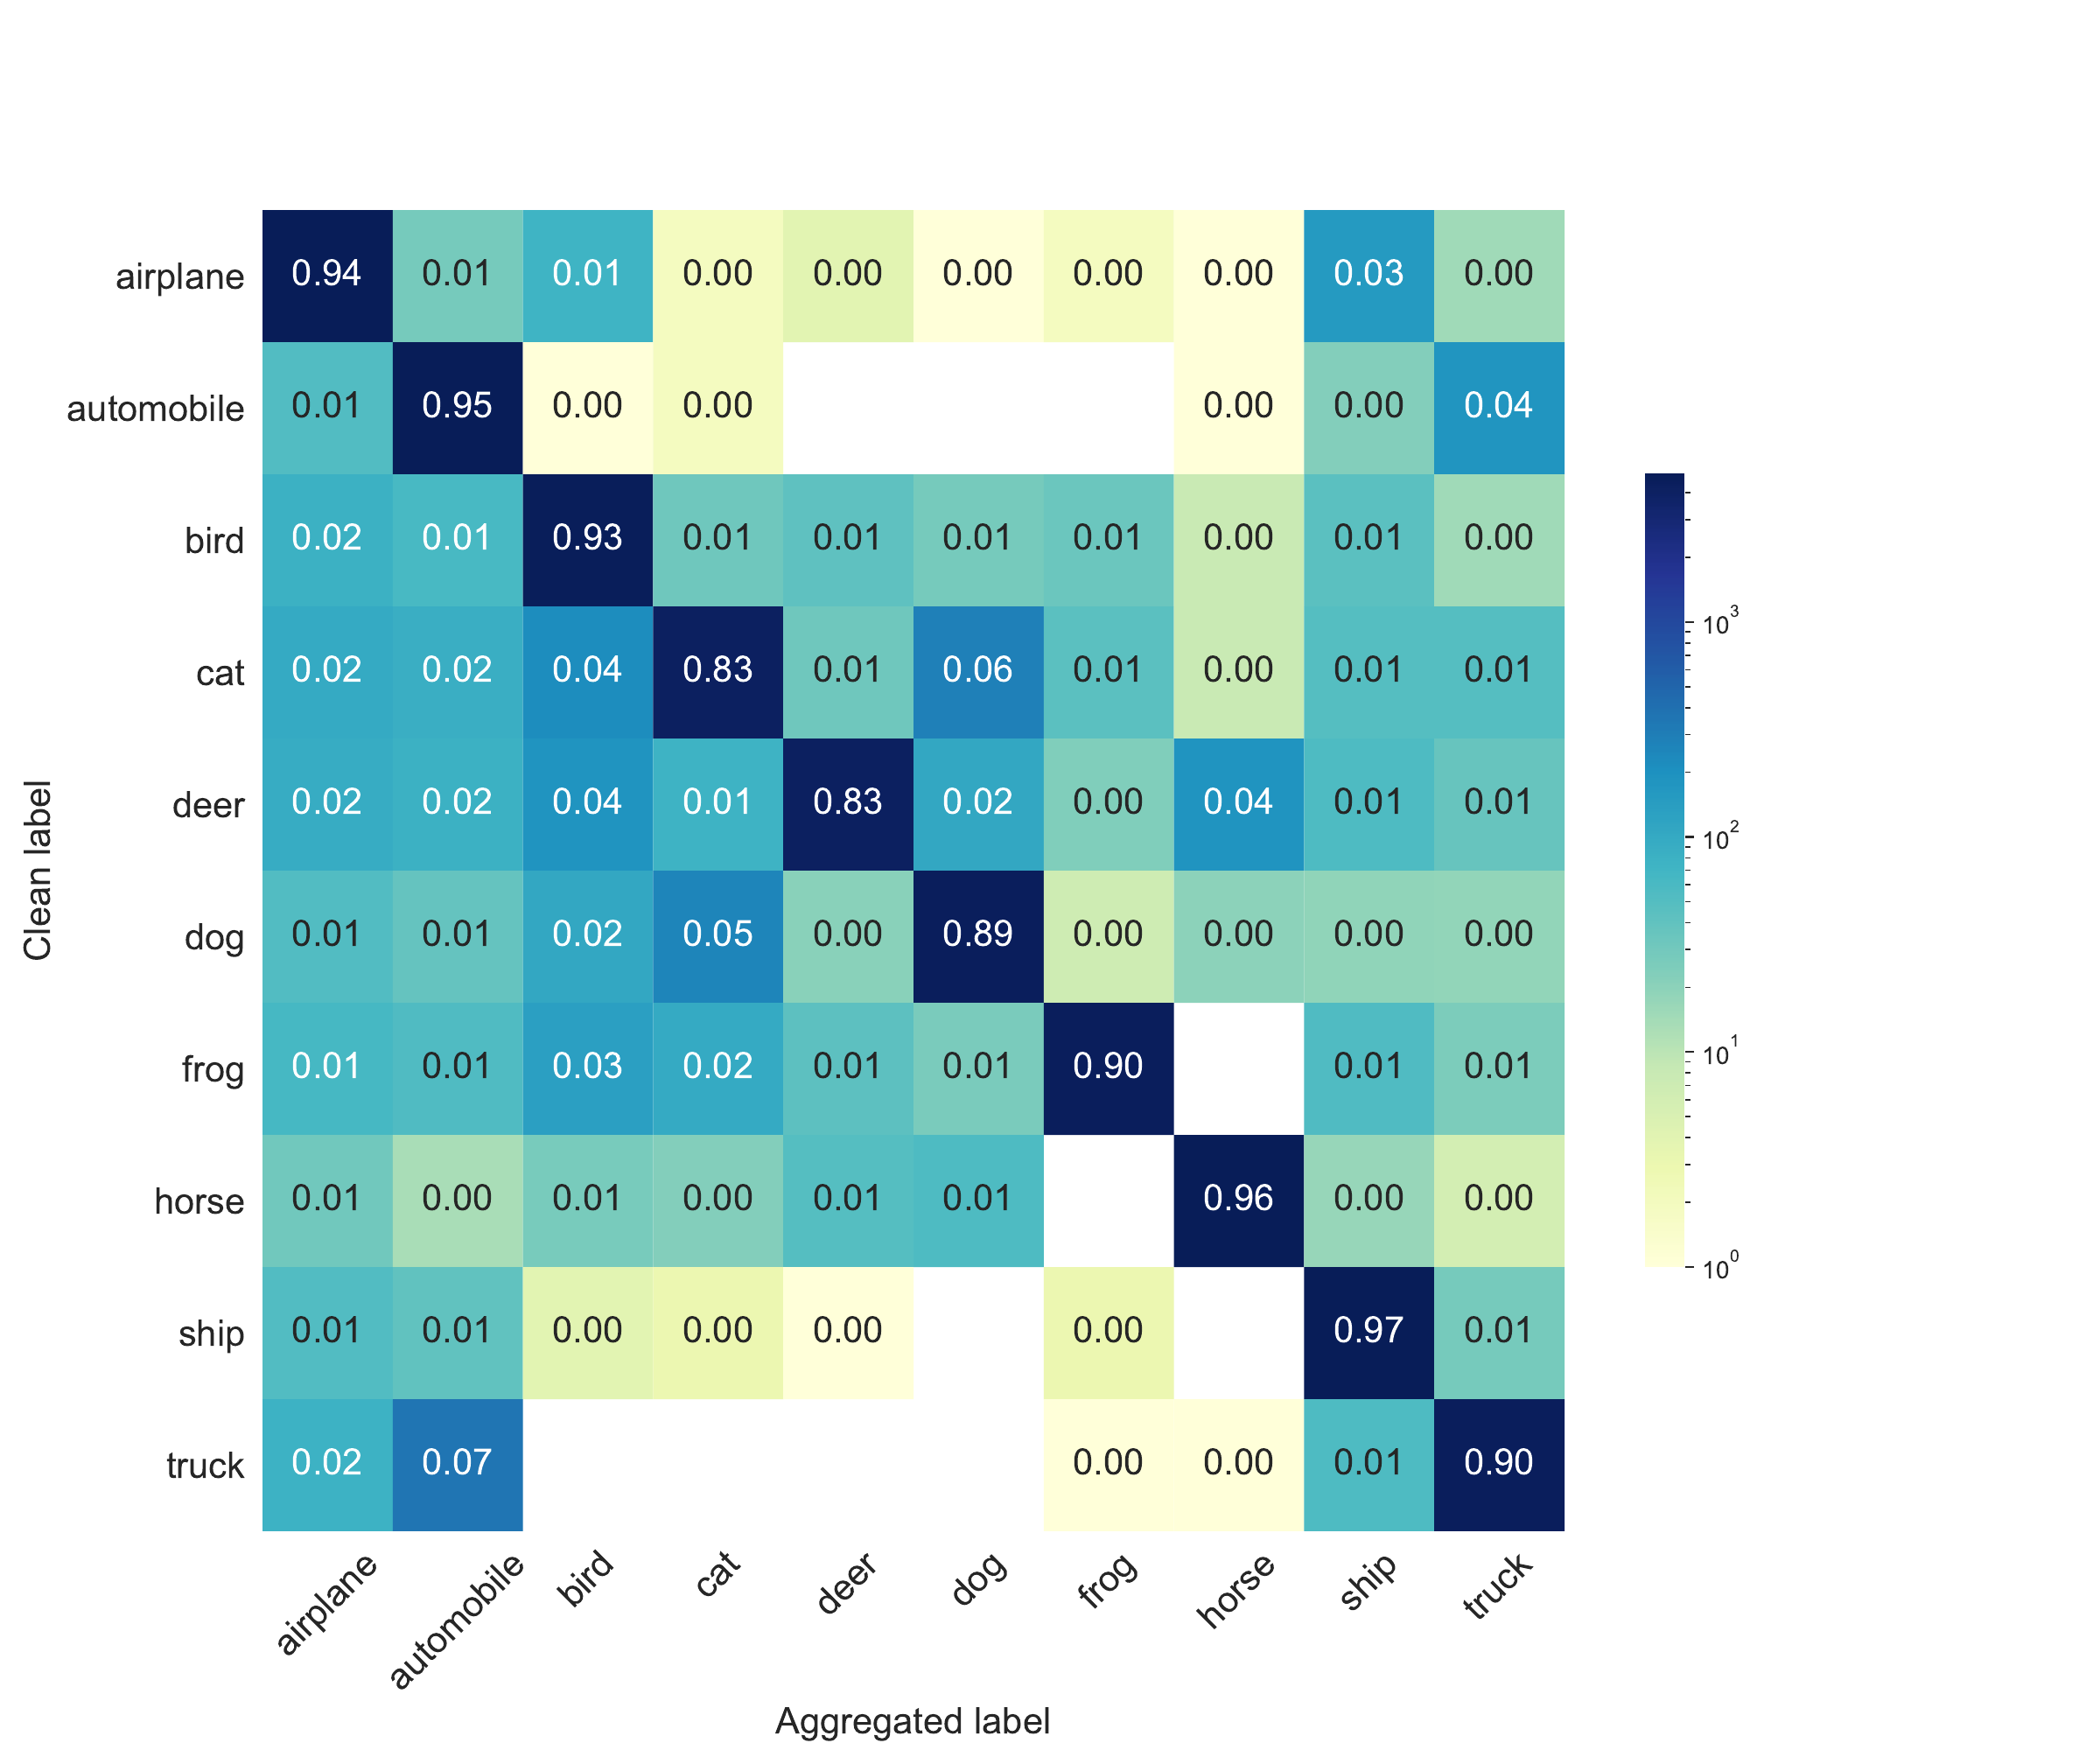 airplane 0.94 0.01 0.01 0.00 0.00 0.00 0.00 0.00 0.03 0.00
automobile 0.01 0.95 0.00 0.00 0.00 0.00 0.04
bird 0.02 0.01 0.93 0.01 0.01 0.01 0.01 0.00 0.01 0.00
cat 0.02 0.02 0.04 0.83 0.01 0.06 0.01 0.00 0.01 0.01
deer 0.02 0.02 0.04 0.01 0.83 0.02 0.00 0.04 0.01 0.01
dog 0.01 0.01 0.02 0.05 0.00 0.89 0.00 0.00 0.00 0.00
frog 0.01 0.01 0.03 0.02 0.01 0.01 0.90 0.01 0.01
horse 0.01 0.00 0.01 0.00 0.01 0.01 0.96 0.00 0.00
ship 0.01 0.01 0.00 0.00 0.00 0.00 0.97 0.01
truck 0.02 0.07 0.00 0.00 0.01 0.90
airplane automobile bird cat deer dog frog horse ship truck
Aggregated label
Clean label
10³
10²
10¹
10⁰